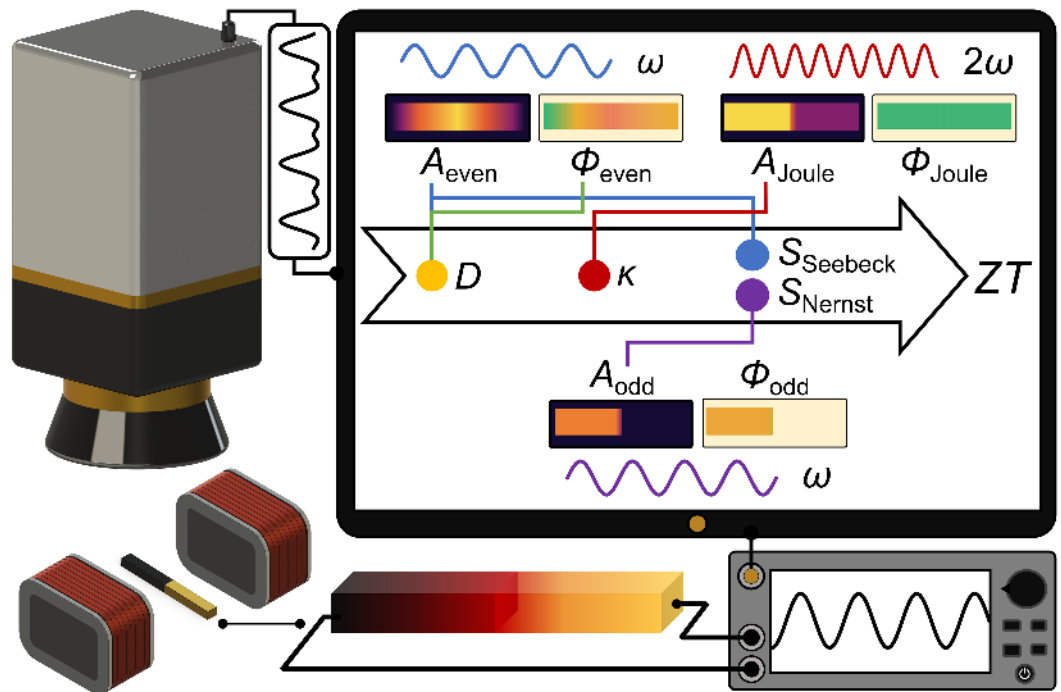 ω
2ω
A_even
Φ_even
A_Joule
Φ_Joule
D
κ
S_Seebeck
S_Nernst
ZT
A_odd
Φ_odd
ω